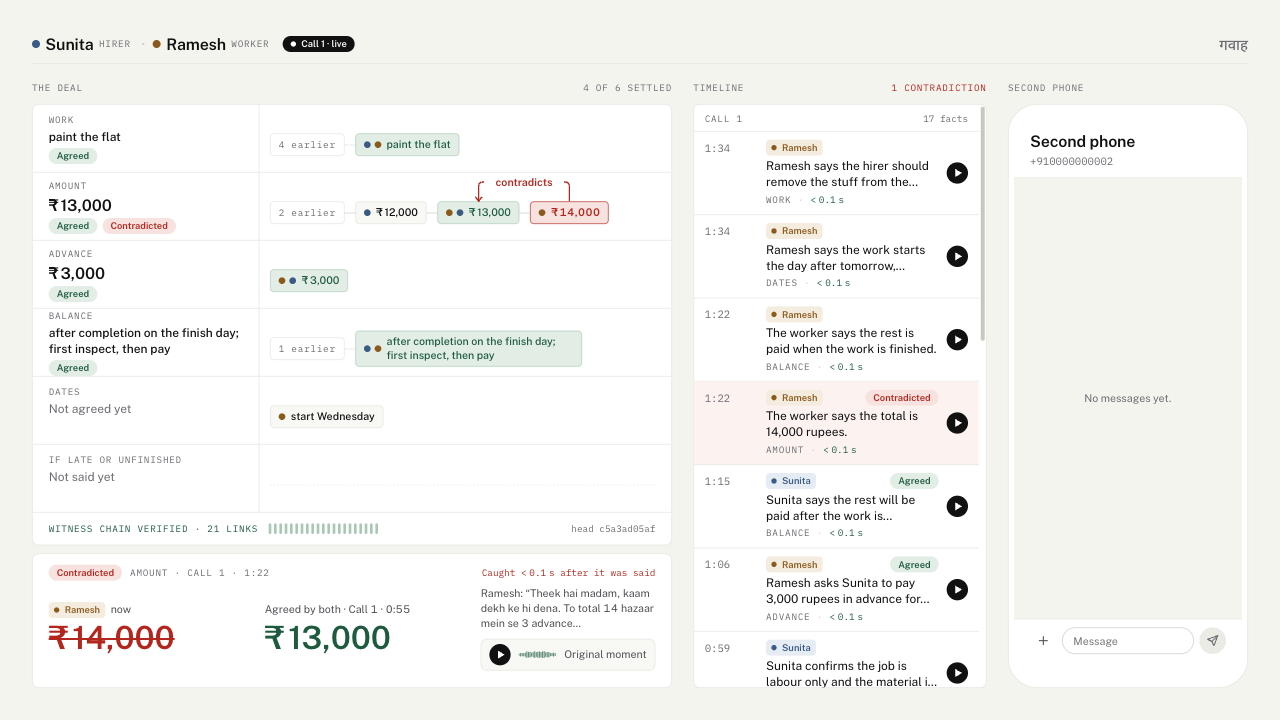 Sunita HIRER · Ramesh WORKER Call 1 · live
गवाह
THE DEAL
4 OF 6 SETTLED
WORK
paint the flat
Agreed
4 earlier
paint the flat
AMOUNT
₹13,000
Agreed Contradicted
contradicts
2 earlier
₹12,000
₹13,000
₹14,000
ADVANCE
₹3,000
Agreed
₹3,000
BALANCE
after completion on the finish day;
first inspect, then pay
Agreed
1 earlier
after completion on the finish day;
first inspect, then pay
DATES
Not agreed yet
start Wednesday
IF LATE OR UNFINISHED
Not said yet
WITNESS CHAIN VERIFIED · 21 LINKS
head c5a3ad05af
Contradicted AMOUNT · CALL 1 · 1:22
Caught <0.1s after it was said
Ramesh now
₹14,000
Agreed by both · Call 1 · 0:55
₹13,000
Ramesh: “Theek hai madam, kaam
dekh ke hi dena. To total 14 hazaar
mein se 3 advance…
Original moment
TIMELINE
1 CONTRADICTION
CALL 1
17 facts
1:34
Ramesh
Ramesh says the hirer should
remove the stuff from the…
WORK · <0.1s
1:34
Ramesh
Ramesh says the work starts
the day after tomorrow,…
DATES · <0.1s
1:22
Ramesh
The worker says the rest is
paid when the work is finished.
BALANCE · <0.1s
1:22
Ramesh Contradicted
The worker says the total is
14,000 rupees.
AMOUNT · <0.1s
1:15
Sunita Agreed
Sunita says the rest will be
paid after the work is…
BALANCE · <0.1s
1:06
Ramesh Agreed
Ramesh asks Sunita to pay
3,000 rupees in advance for…
ADVANCE · <0.1s
0:59
Sunita
Sunita confirms the job is
labour only and the material i…
SECOND PHONE
Second phone
+910000000002
No messages yet.
+ Message